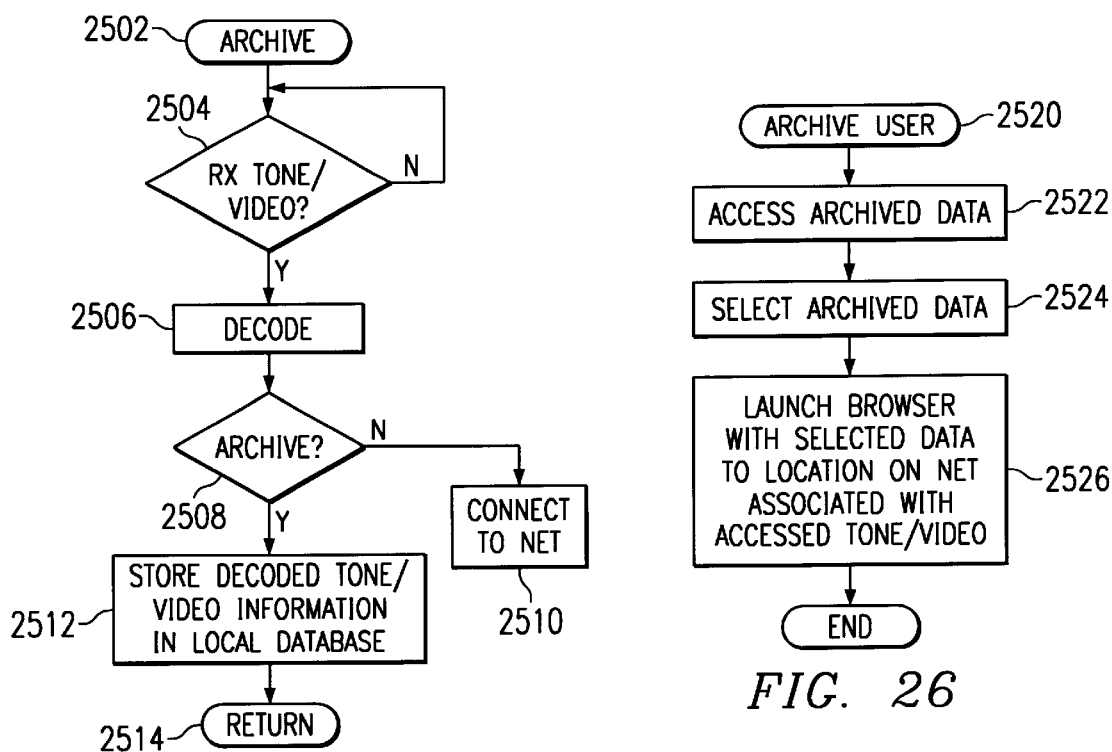 2502
ARCHIVE
2504
RX TONE/
VIDEO?
N
Y
2506
DECODE
ARCHIVE?
N
2508
Y
CONNECT
TO NET
2510
STORE DECODED TONE/
VIDEO INFORMATION
IN LOCAL DATABASE
2512
RETURN
2514
ARCHIVE USER
2520
ACCESS ARCHIVED DATA
2522
SELECT ARCHIVED DATA
2524
LAUNCH BROWSER
WITH SELECTED DATA
TO LOCATION ON NET
ASSOCIATED WITH
ACCESSED TONE/VIDEO
2526
END
FIG. 26